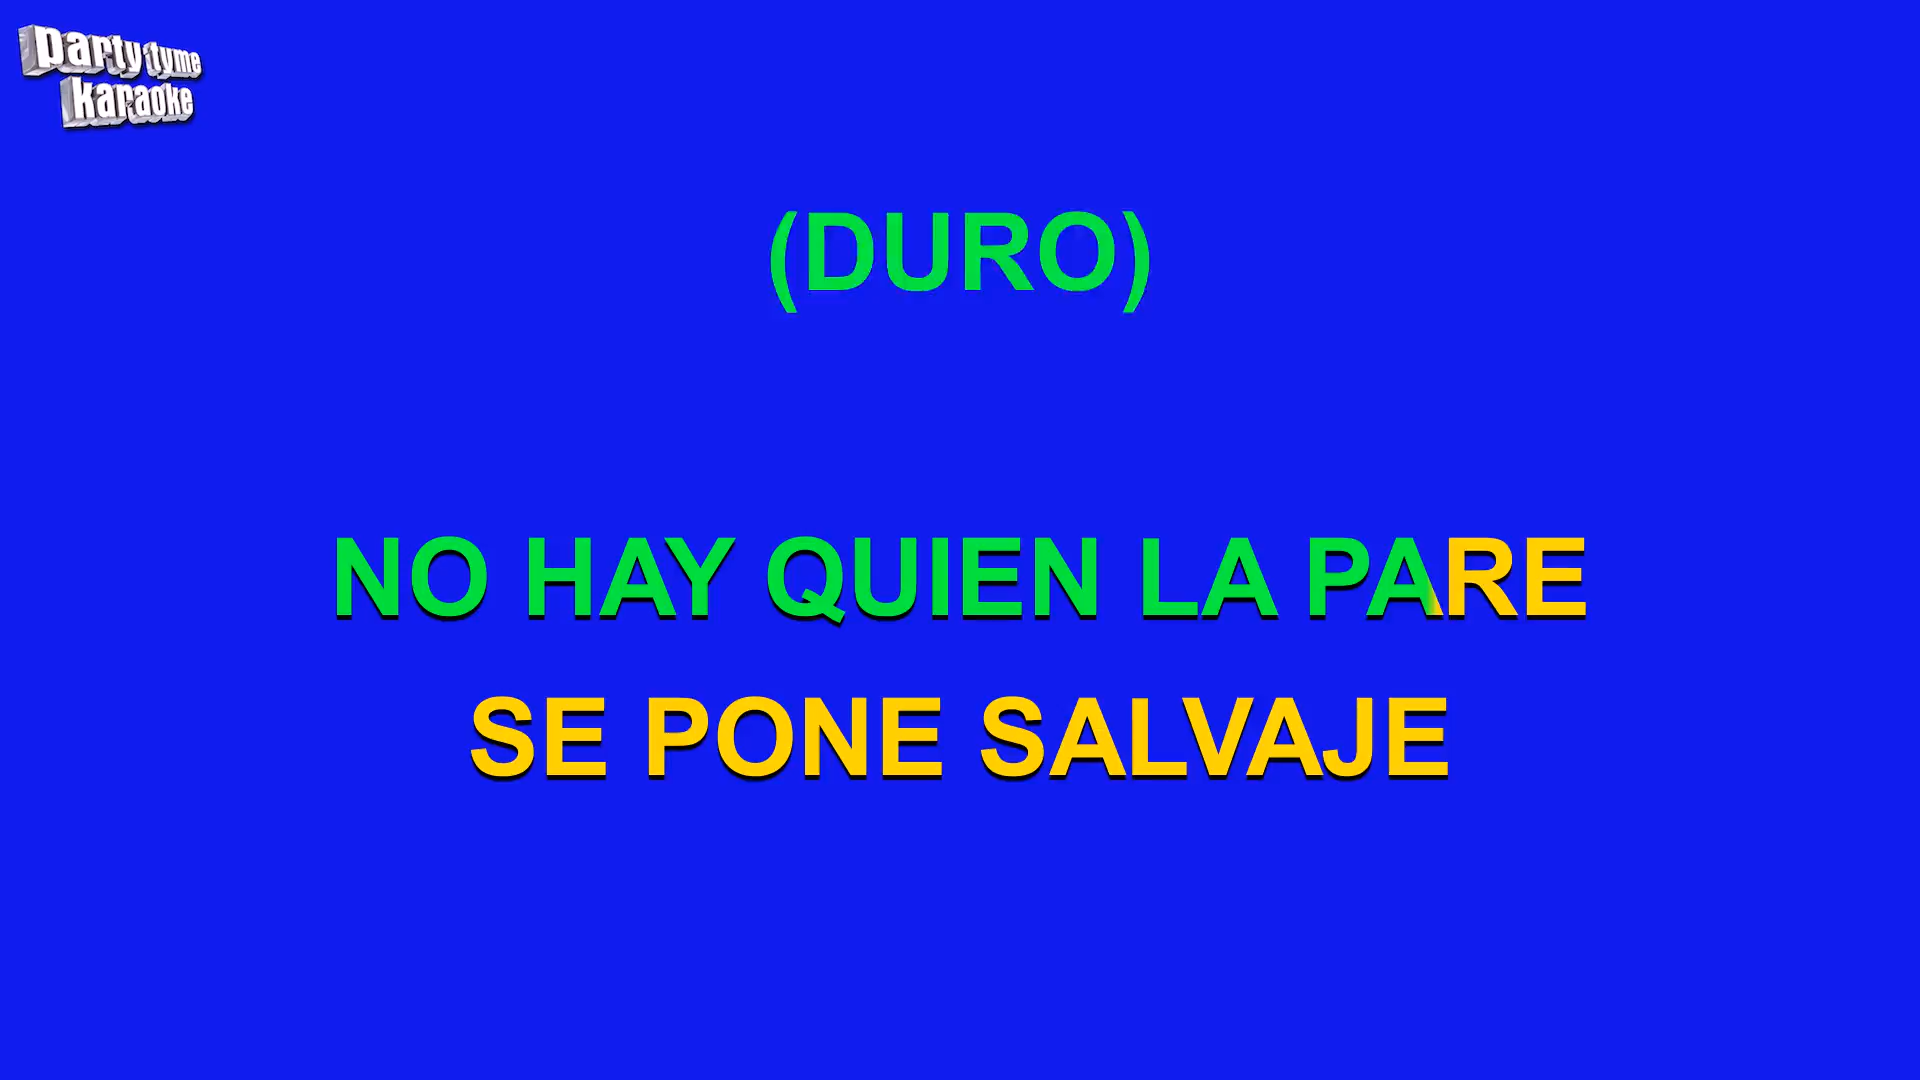 party tyme
karaoke
(DURO)
NO HAY QUIEN LA PARE
SE PONE SALVAJE